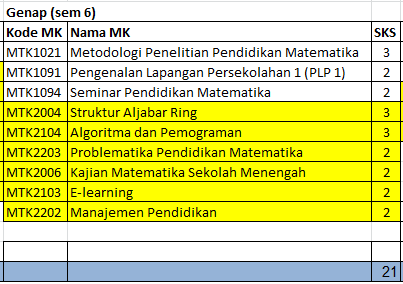 Genap (sem 6)
Kode MK Nama MK SKS
MTK1021 Metodologi Penelitian Pendidikan Matematika 3
MTK1091 Pengenalan Lapangan Persekolahan 1 (PLP 1) 2
MTK1094 Seminar Pendidikan Matematika 2
MTK2004 Struktur Aljabar Ring 3
MTK2104 Algoritma dan Pemograman 3
MTK2203 Problematika Pendidikan Matematika 2
MTK2006 Kajian Matematika Sekolah Menengah 2
MTK2103 E-learning 2
MTK2202 Manajemen Pendidikan 2
21